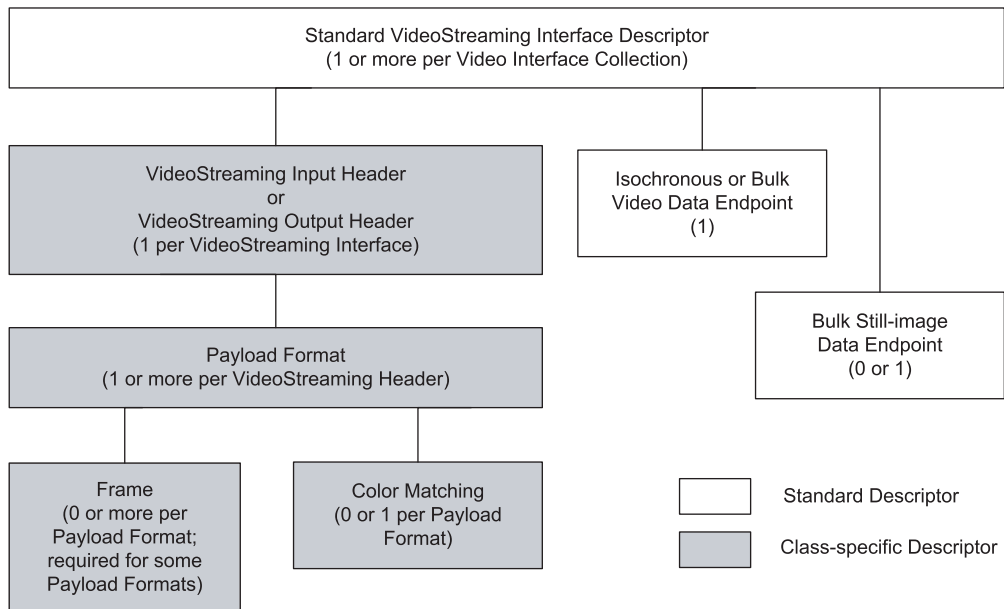 Standard VideoStreaming Interface Descriptor
(1 or more per Video Interface Collection)
VideoStreaming Input Header
or
VideoStreaming Output Header
(1 per VideoStreaming Interface)
Isochronous or Bulk
Video Data Endpoint
(1)
Bulk Still-image
Data Endpoint
(0 or 1)
Payload Format
(1 or more per VideoStreaming Header)
Frame
(0 or more per
Payload Format;
required for some
Payload Formats)
Color Matching
(0 or 1 per Payload
Format)
Standard Descriptor
Class-specific Descriptor